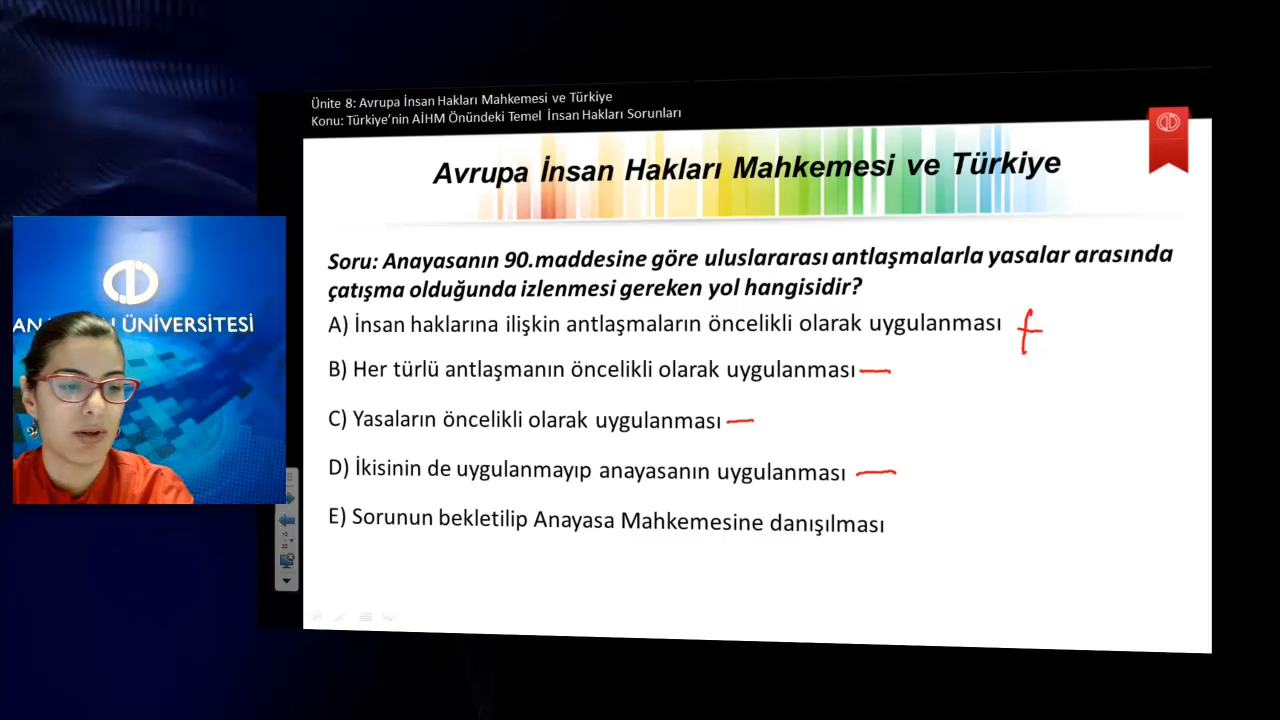 Ünite 8: Avrupa İnsan Hakları Mahkemesi ve Türkiye
Konu: Türkiye'nin AİHM Önündeki Temel İnsan Hakları Sorunları
Avrupa İnsan Hakları Mahkemesi ve Türkiye
Soru: Anayasanın 90.maddesine göre uluslararası antlaşmalarla yasalar arasında
çatışma olduğunda izlenmesi gereken yol hangisidir?
A) İnsan haklarına ilişkin antlaşmaların öncelikli olarak uygulanması
B) Her türlü antlaşmanın öncelikli olarak uygulanması
C) Yasaların öncelikli olarak uygulanması
D) İkisinin de uygulanmayıp anayasanın uygulanması
E) Sorunun bekletilip Anayasa Mahkemesine danışılması
ÜNİVERSİTESİ